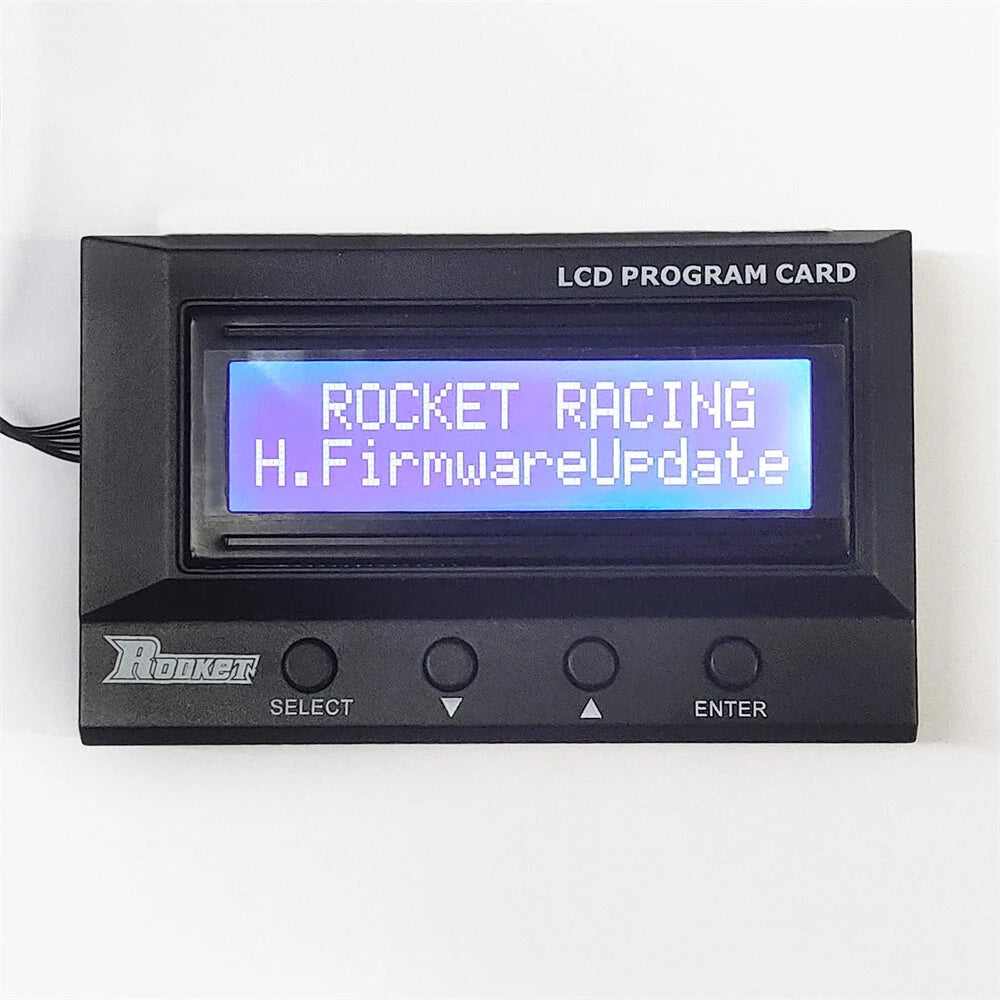 LCD PROGRAM CARD
ROCKET RACING
H.FirmwareUpdate
ROCKET
SELECT ▼ ▲ ENTER